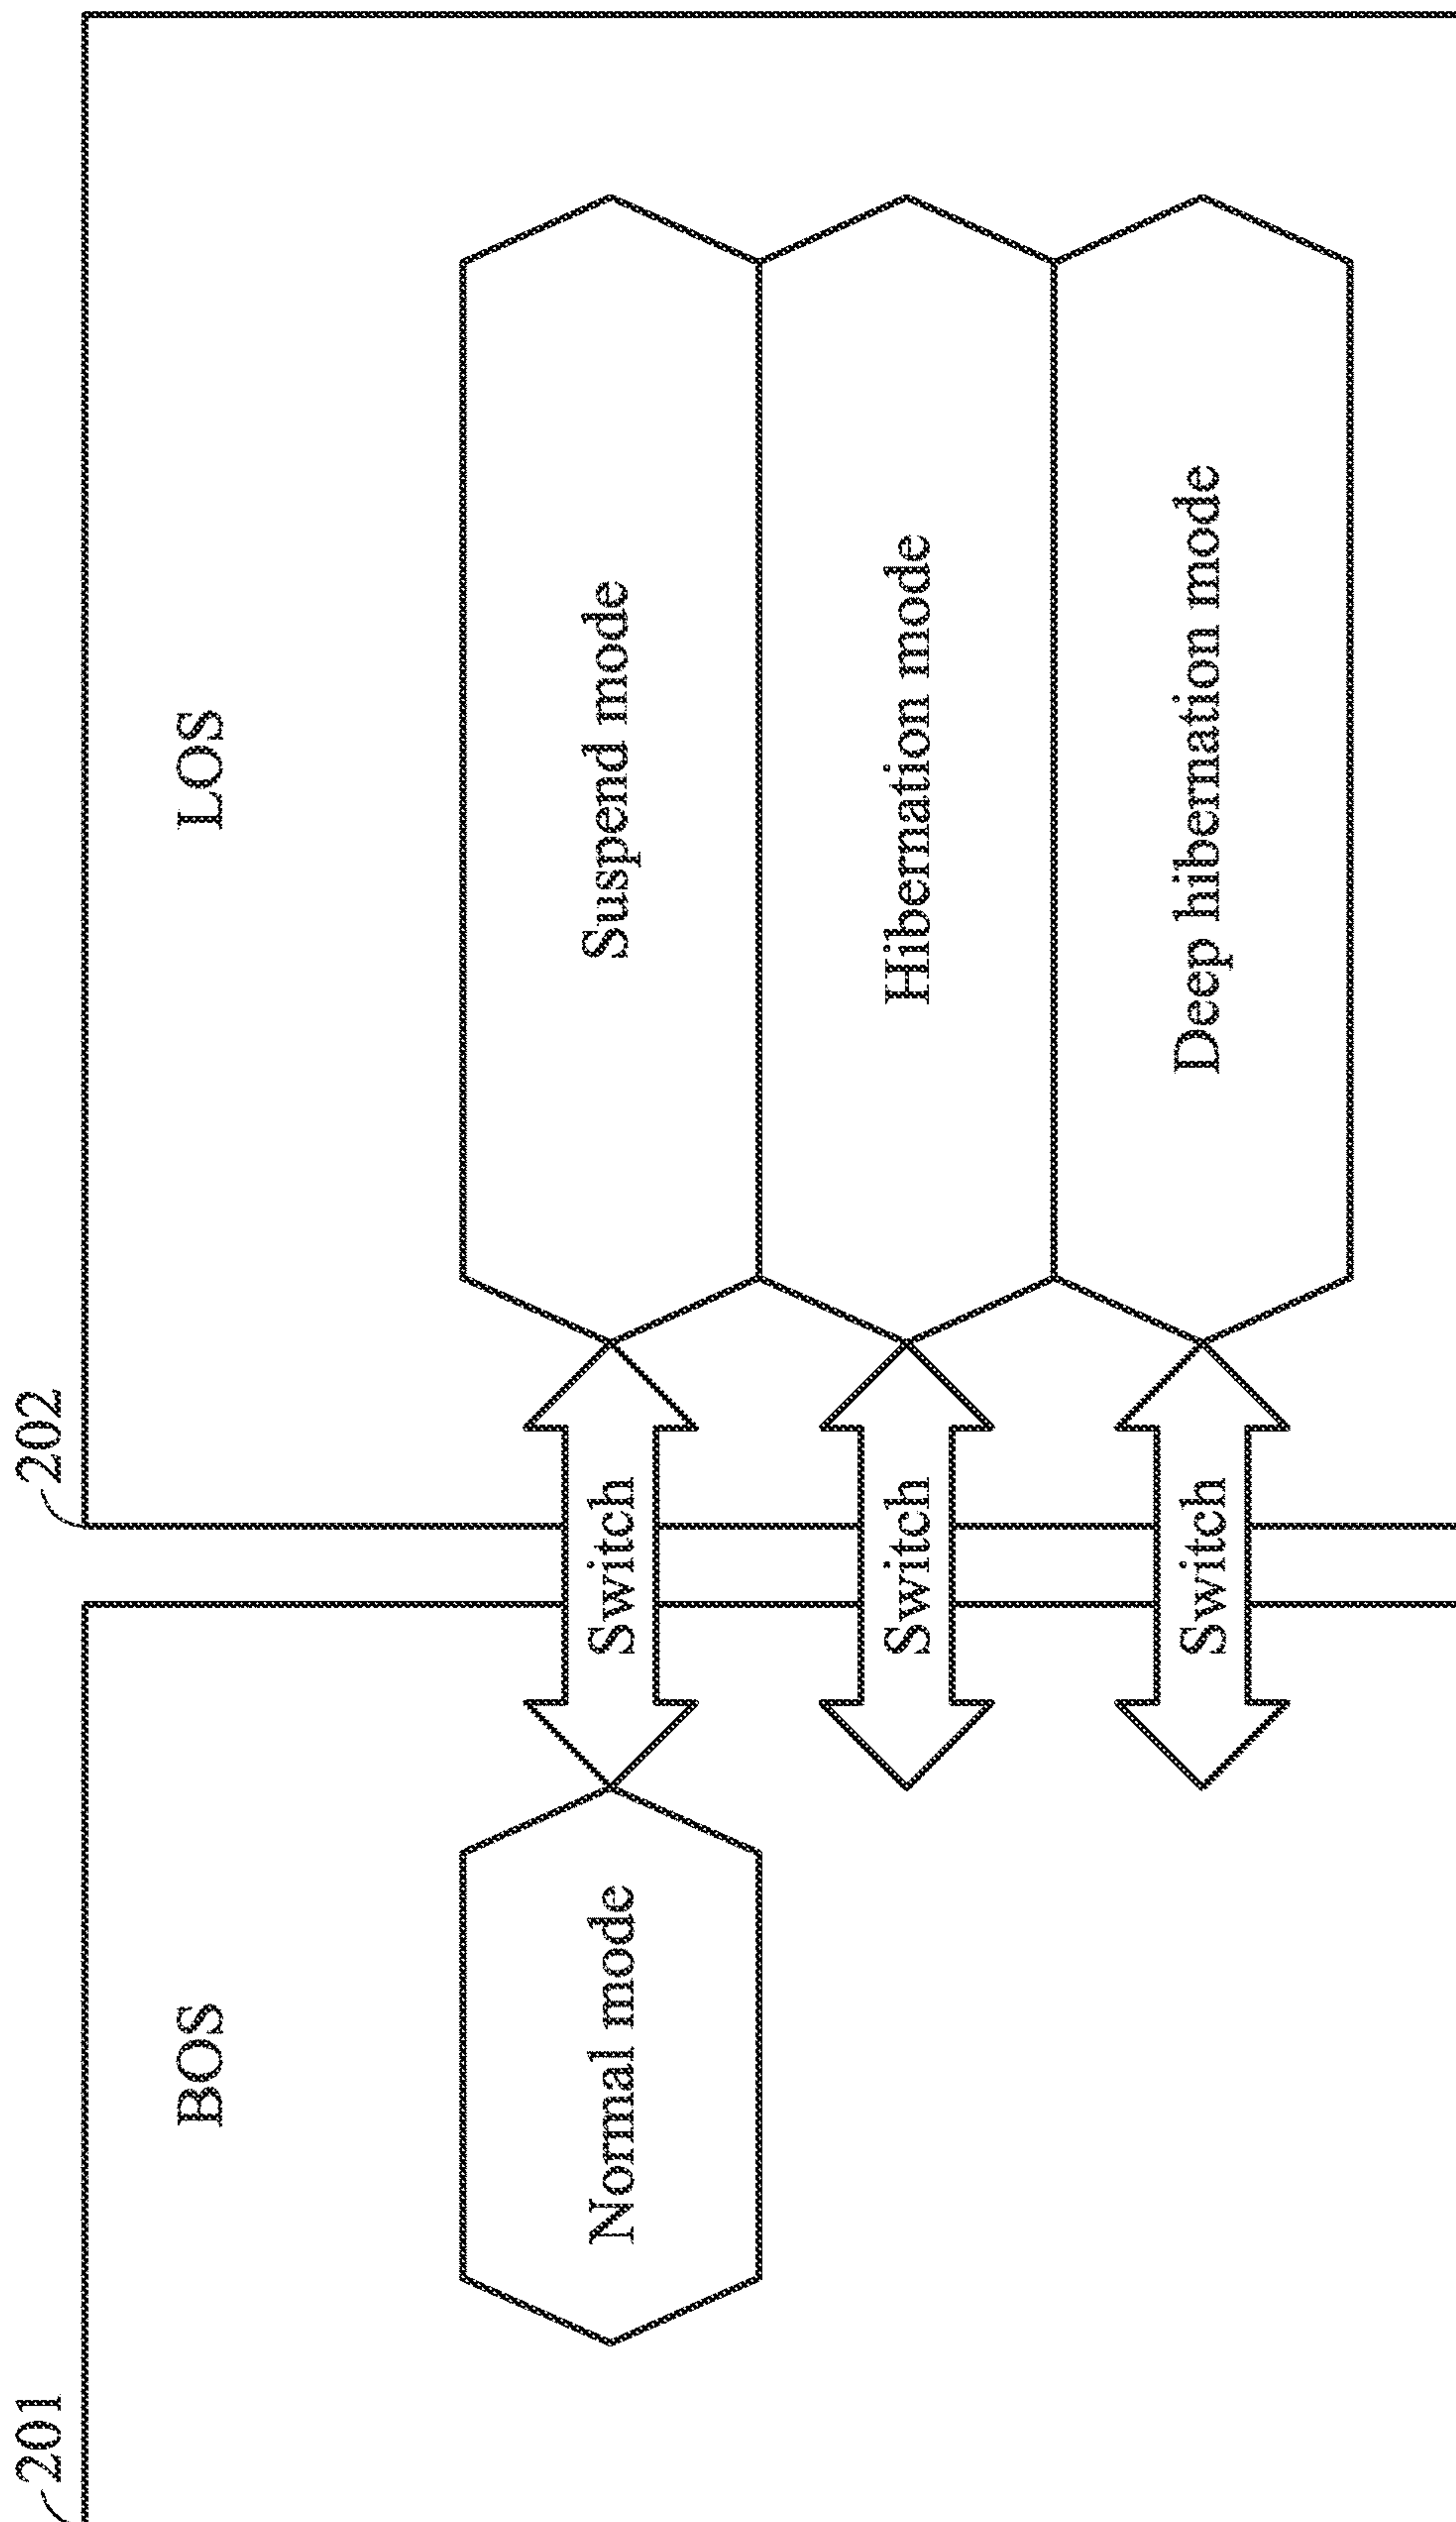 201
202
BOS
LOS
Normal mode
Switch
Suspend mode
Switch
Hibernation mode
Switch
Deep hibernation mode